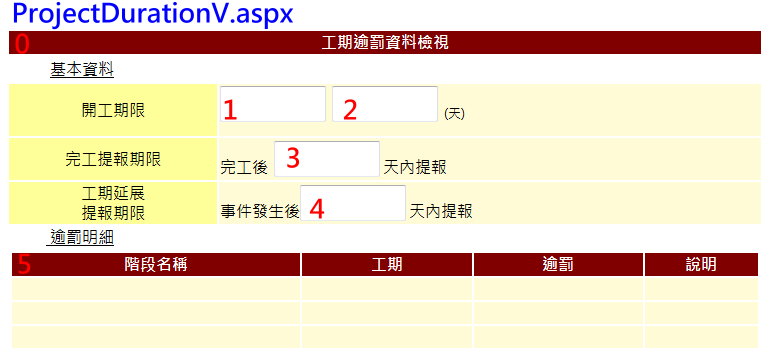 ProjectDurationV.aspx
0 工期逾罰資料檢視
基本資料
開工期限 1 2 (天)
完工提報期限 完工後 3 天內提報
工期延展
提報期限 事件發生後 4 天內提報
逾罰明細
5 階段名稱 工期 逾罰 說明